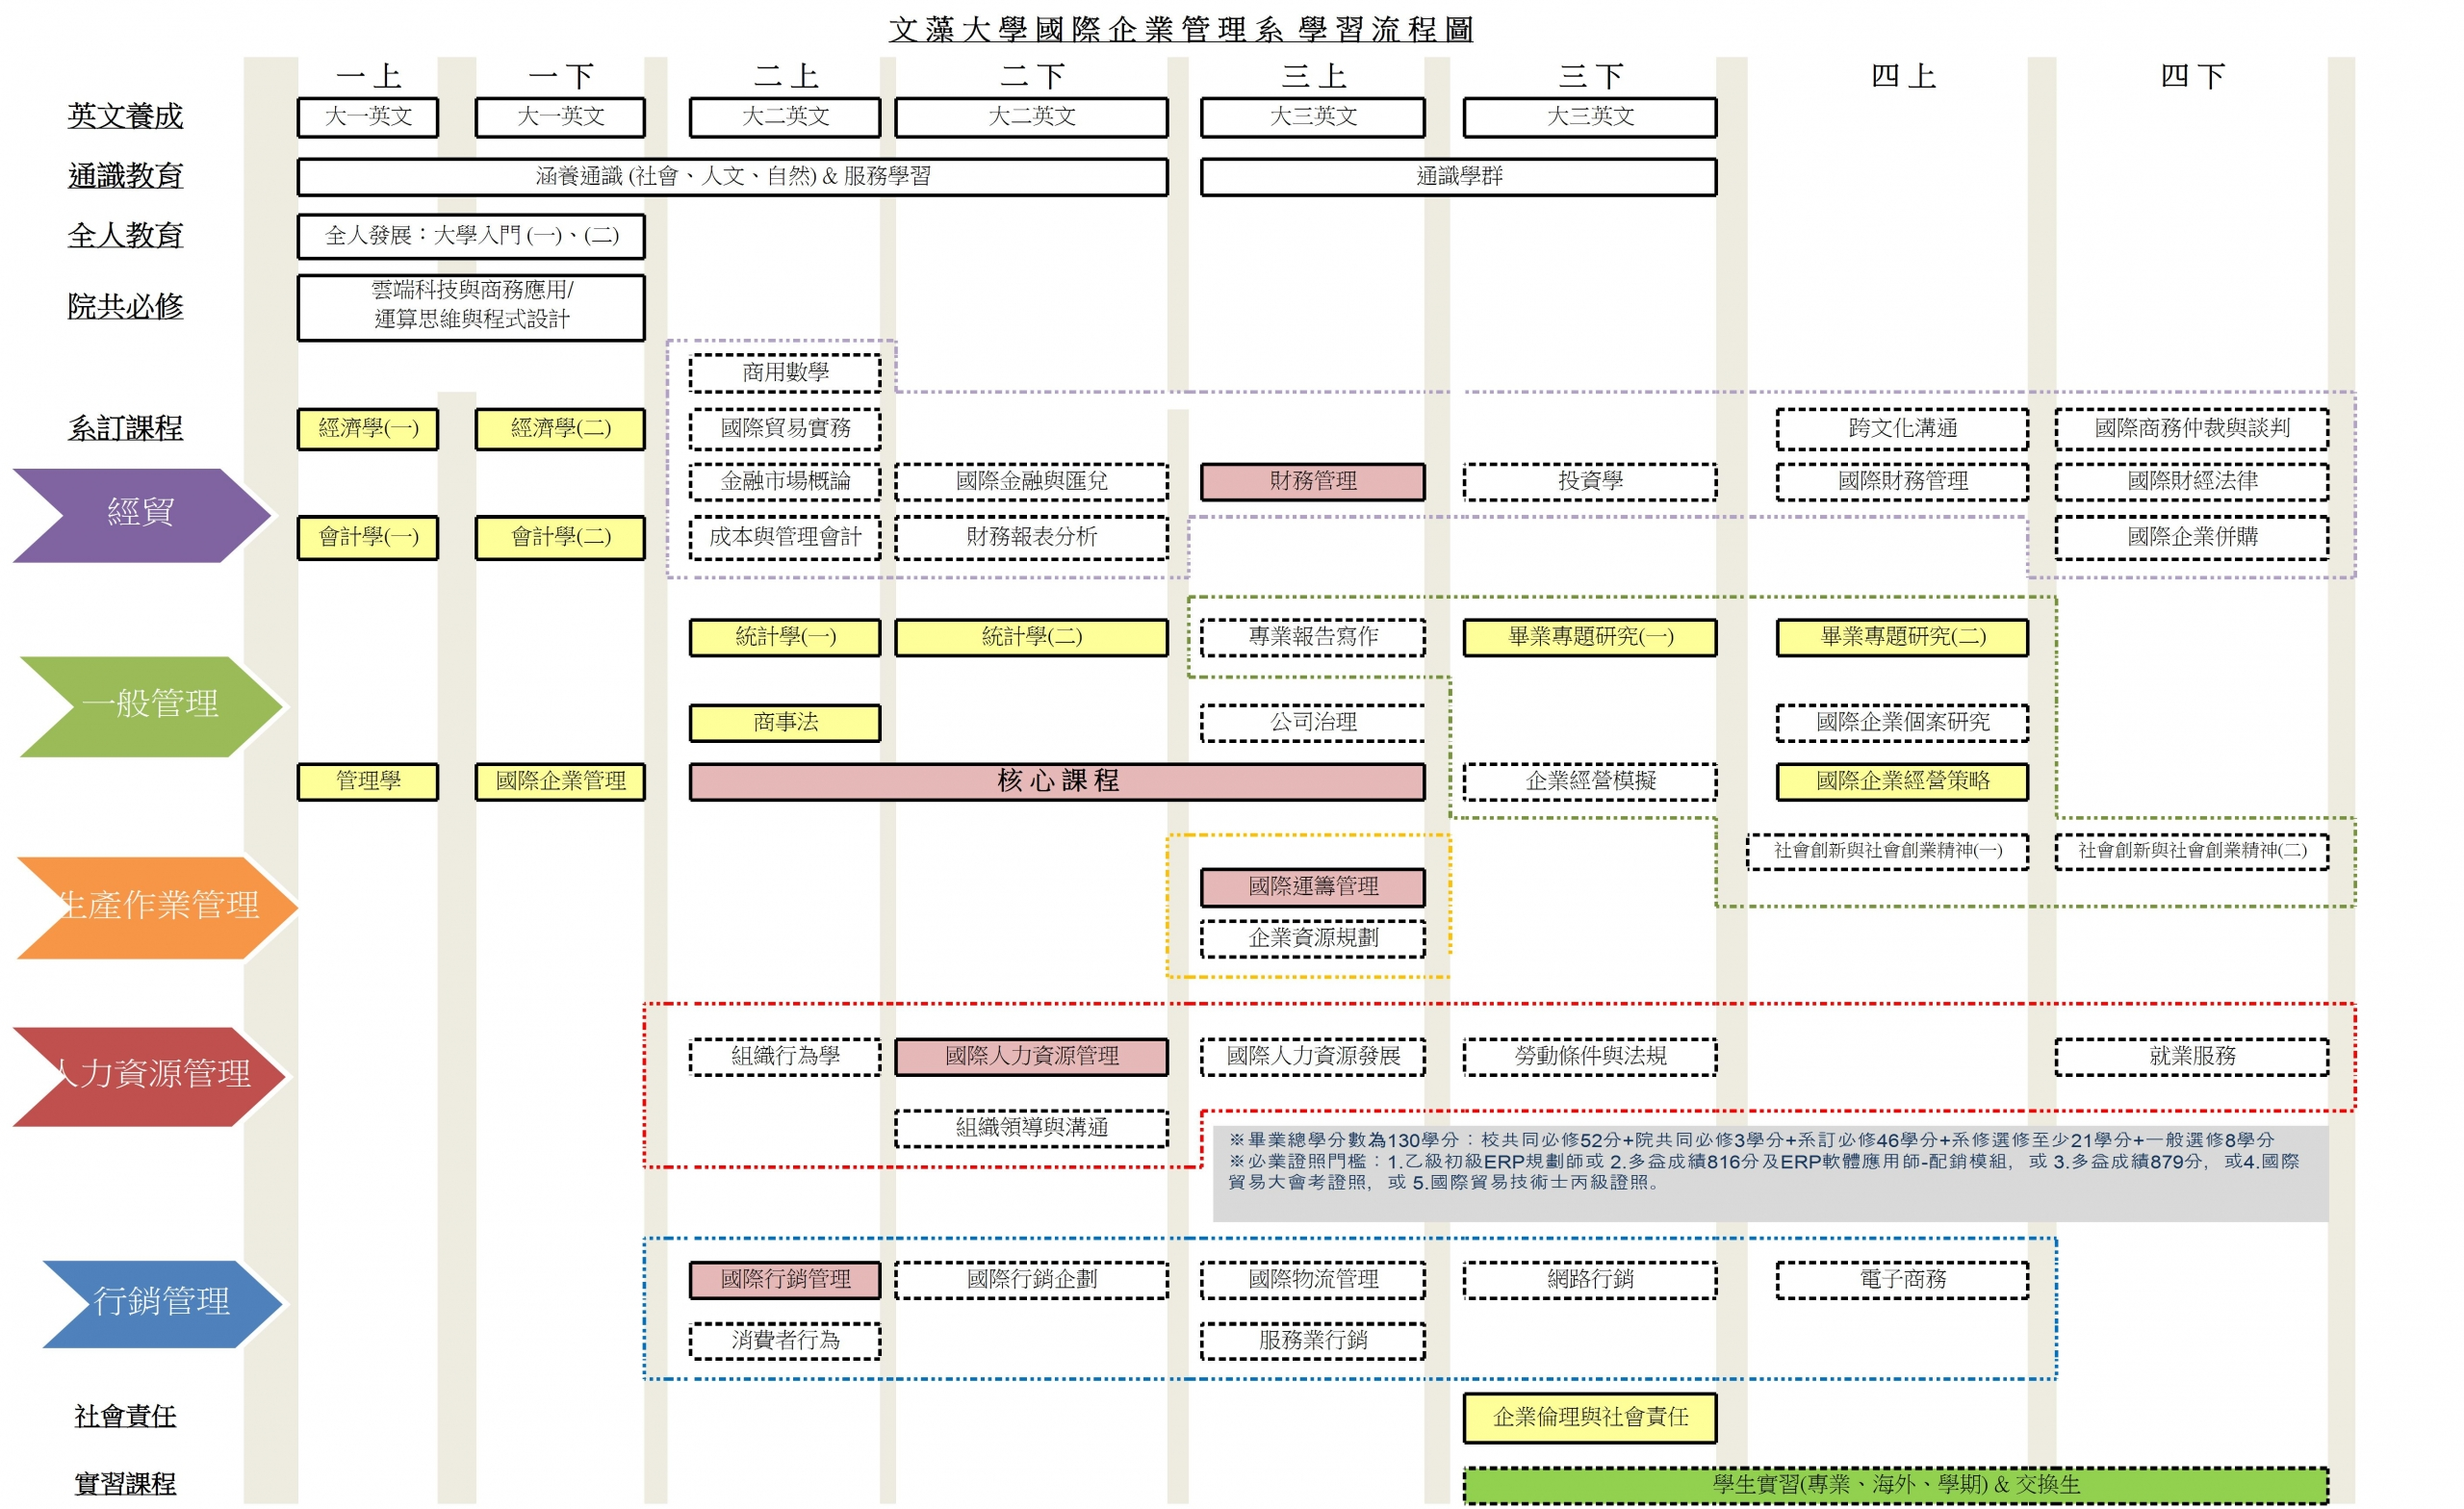 文藻大學國際企業管理系 學習流程圖
一上 一下 二上 二下 三上 三下 四上 四下
英文養成 大一英文 大一英文 大二英文 大二英文 大三英文 大三英文
通識教育 涵養通識 (社會、人文、自然) & 服務學習 通識學群
全人教育 全人發展：大學入門 (一)、(二)
院共必修 雲端科技與商務應用/
運算思維與程式設計
商用數學
系訂課程 經濟學(一) 經濟學(二) 國際貿易實務 跨文化溝通 國際商務仲裁與談判
金融市場概論 國際金融與匯兌 財務管理 投資學 國際財務管理 國際財經法律
經貿
會計學(一) 會計學(二) 成本與管理會計 財務報表分析 國際企業併購
統計學(一) 統計學(二) 專業報告寫作 畢業專題研究(一) 畢業專題研究(二)
一般管理
商事法 公司治理 國際企業個案研究
管理學 國際企業管理 核心課程 企業經營模擬 國際企業經營策略
社會創新與社會創業精神(一) 社會創新與社會創業精神(二)
國際運籌管理
生產作業管理
企業資源規劃
組織行為學 國際人力資源管理 國際人力資源發展 勞動條件與法規 就業服務
人力資源管理
組織領導與溝通
※畢業總學分數為130學分：校共同必修52分+院共同必修3學分+系訂必修46學分+系修選修至少21學分+一般選修8學分
※必業證照門檻：1.乙級初級ERP規劃師或 2.多益成績816分及ERP軟體應用師-配銷模組，或 3.多益成績879分，或4.國際
貿易大會考證照，或 5.國際貿易技術士丙級證照。
國際行銷管理 國際行銷企劃 國際物流管理 網路行銷 電子商務
行銷管理
消費者行為 服務業行銷
社會責任 企業倫理與社會責任
實習課程 學生實習(專業、海外、學期) & 交換生